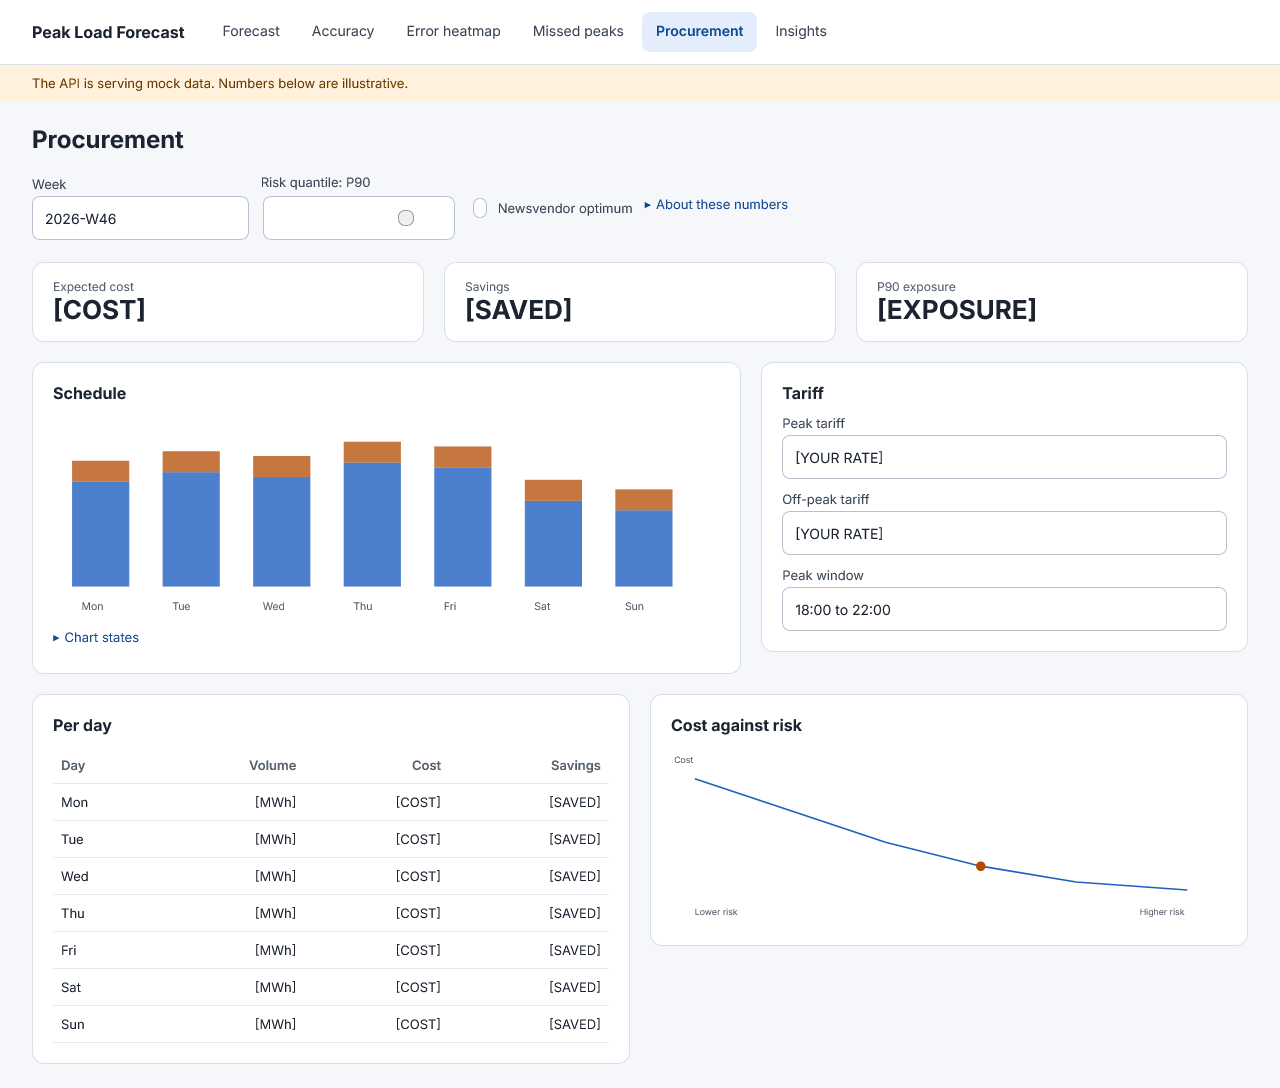 Peak Load Forecast Forecast Accuracy Error heatmap Missed peaks Procurement Insights
The API is serving mock data. Numbers below are illustrative.
Procurement
Week
2026-W46
Risk quantile: P90
Newsvendor optimum
▸ About these numbers
Expected cost
[COST]
Savings
[SAVED]
P90 exposure
[EXPOSURE]
Schedule
Mon Tue Wed Thu Fri Sat Sun
▸ Chart states
Tariff
Peak tariff
[YOUR RATE]
Off-peak tariff
[YOUR RATE]
Peak window
18:00 to 22:00
Per day
Day Volume Cost Savings
Mon [MWh] [COST] [SAVED]
Tue [MWh] [COST] [SAVED]
Wed [MWh] [COST] [SAVED]
Thu [MWh] [COST] [SAVED]
Fri [MWh] [COST] [SAVED]
Sat [MWh] [COST] [SAVED]
Sun [MWh] [COST] [SAVED]
Cost against risk
Cost
Lower risk Higher risk